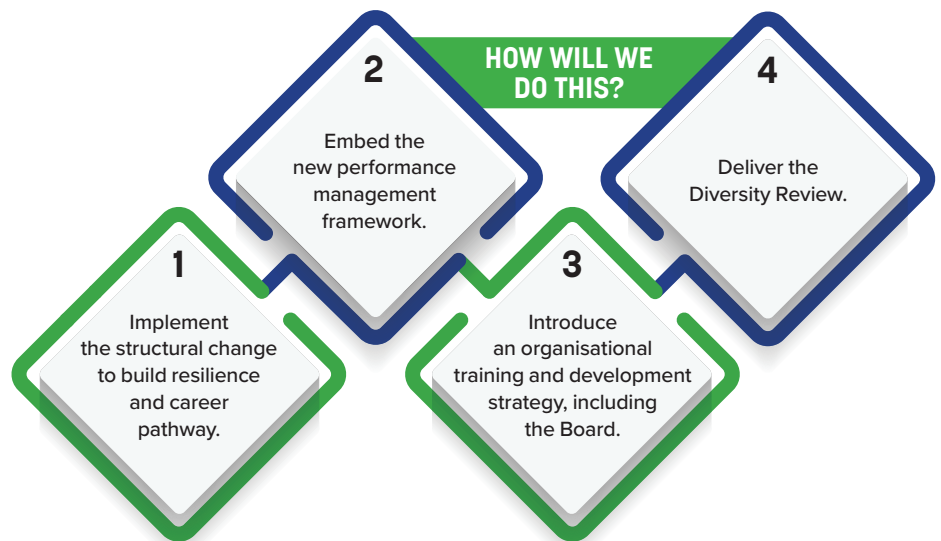 HOW WILL WE
DO THIS?
1
Implement
the structural change
to build resilience
and career
pathway.
2
Embed the
new performance
management
framework.
3
Introduce
an organisational
training and development
strategy, including
the Board.
4
Deliver the
Diversity Review.